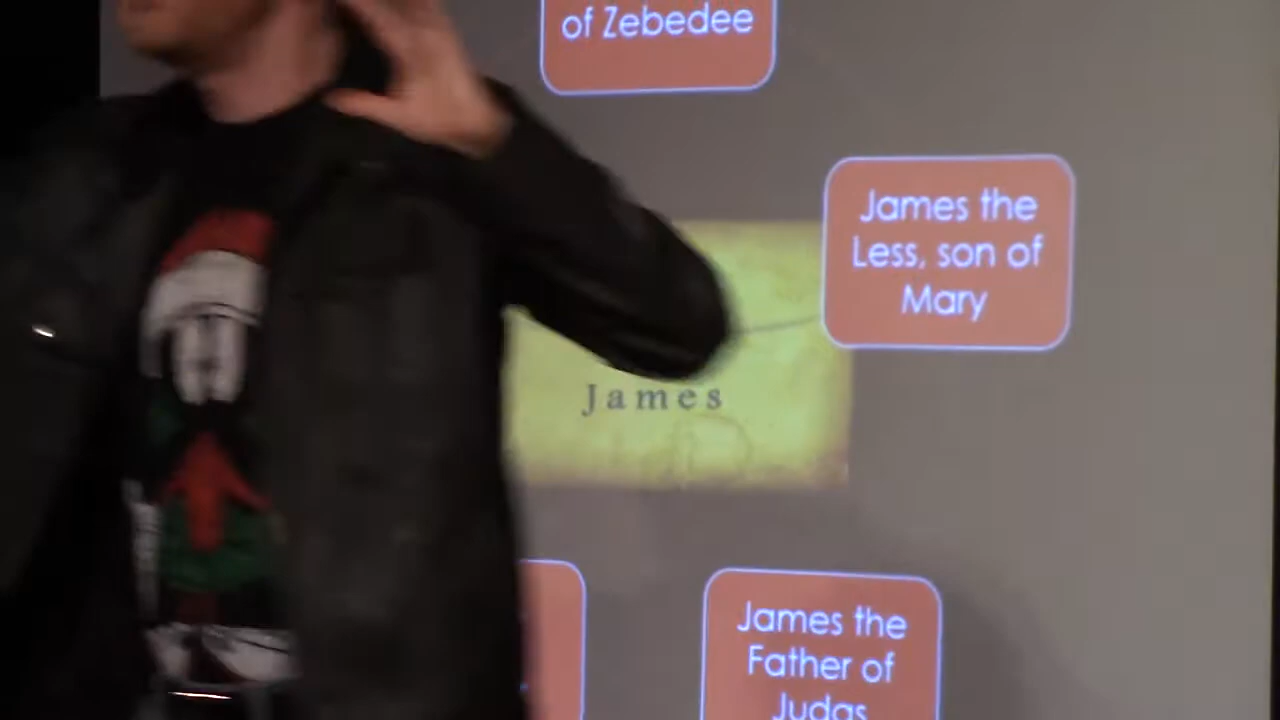 of Zebedee
James the
Less, son of
Mary
James
James the
Father of
Judas